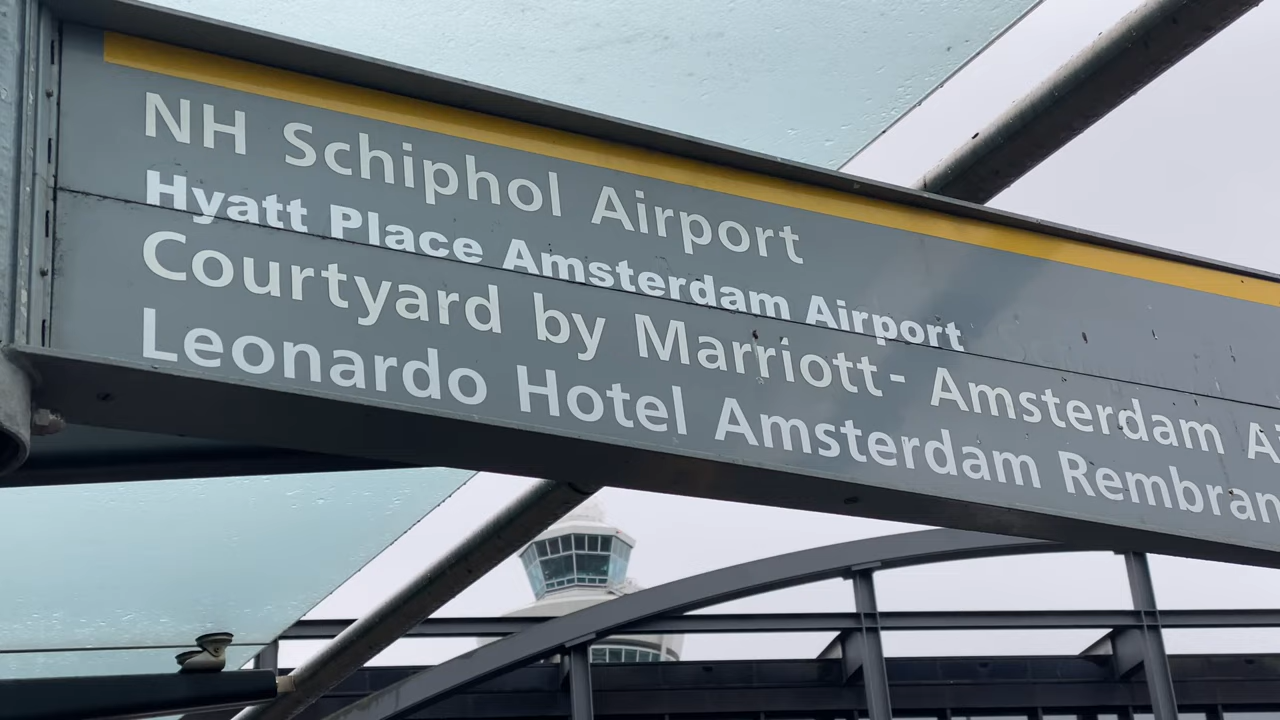 NH Schiphol Airport
Hyatt Place Amsterdam Airport
Courtyard by Marriott - Amsterdam
Leonardo Hotel Amsterdam